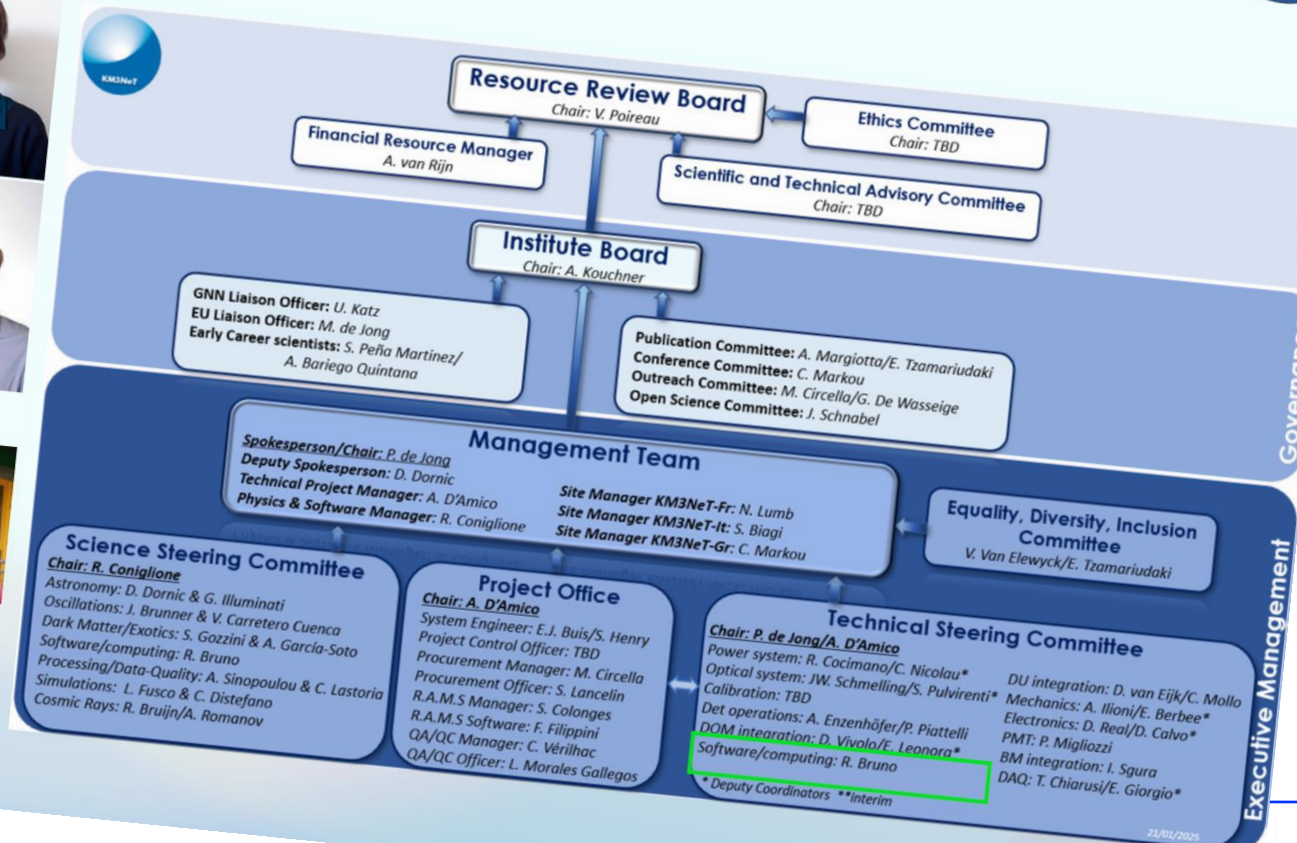 KM3NeT
Resource Review Board
Chair: V. Poireau
Ethics Committee
Chair: TBD
Financial Resource Manager
A. van Rijn
Scientific and Technical Advisory Committee
Chair: TBD
Institute Board
Chair: A. Kouchner
GNN Liaison Officer: U. Katz
EU Liaison Officer: M. de Jong
Early Career scientists: S. Peña Martinez/
A. Bariego Quintana
Publication Committee: A. Margiotta/E. Tzamariudaki
Conference Committee: C. Markou
Outreach Committee: M. Circella/G. De Wasseige
Open Science Committee: J. Schnabel
Management Team
Spokesperson/Chair: P. de Jong
Deputy Spokesperson: D. Dornic
Technical Project Manager: A. D'Amico
Physics & Software Manager: R. Coniglione
Site Manager KM3NeT-Fr: N. Lumb
Site Manager KM3NeT-It: S. Biagi
Site Manager KM3NeT-Gr: C. Markou
Equality, Diversity, Inclusion
Committee
V. Van Elewyck/E. Tzamariudaki
Science Steering Committee
Chair: R. Coniglione
Astronomy: D. Dornic & G. Illuminati
Oscillations: J. Brunner & V. Carretero Cuenca
Dark Matter/Exotics: S. Gozzini & A. García-Soto
Software/computing: R. Bruno
Processing/Data-Quality: A. Sinopoulou & C. Lastoria
Simulations: L. Fusco & C. Distefano
Cosmic Rays: R. Bruijn/A. Romanov
Project Office
Chair: A. D'Amico
System Engineer: E.J. Buis/S. Henry
Project Control Officer: TBD
Procurement Manager: M. Circella
Procurement Officer: S. Lancelin
R.A.M.S Manager: S. Colonges
R.A.M.S Software: F. Filippini
QA/QC Manager: C. Vérilhac
QA/QC Officer: L. Morales Gallegos
Technical Steering Committee
Chair: P. de Jong/A. D'Amico
Power system: R. Cocimano/C. Nicolau*
Optical system: JW. Schmelling/S. Pulvirenti*
Calibration: TBD
Det operations: A. Enzenhöfer/P. Piattelli
DOM integration: D. Vivolo/E. Leonora*
Software/computing: R. Bruno
* Deputy Coordinators **Interim
DU integration: D. van Eijk/C. Mollo
Mechanics: A. Ilioni/E. Berbee*
Electronics: D. Real/D. Calvo*
PMT: P. Migliozzi
BM integration: I. Sgura
DAQ: T. Chiarusi/E. Giorgio*
Executive Management
21/01/2025